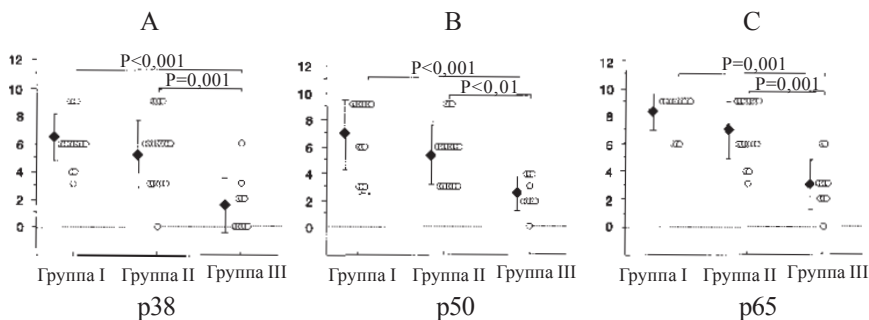 A B C
P<0,001 P<0,001 P=0,001
P=0,001 P<0,01 P=0,001
12 12 12
10 10 10
8 8 8
6 6 6
4 4 4
2 2 2
0 0 0
Группа I Группа II Группа III Группа I Группа II Группа III Группа I Группа II Группа III
p38 p50 p65